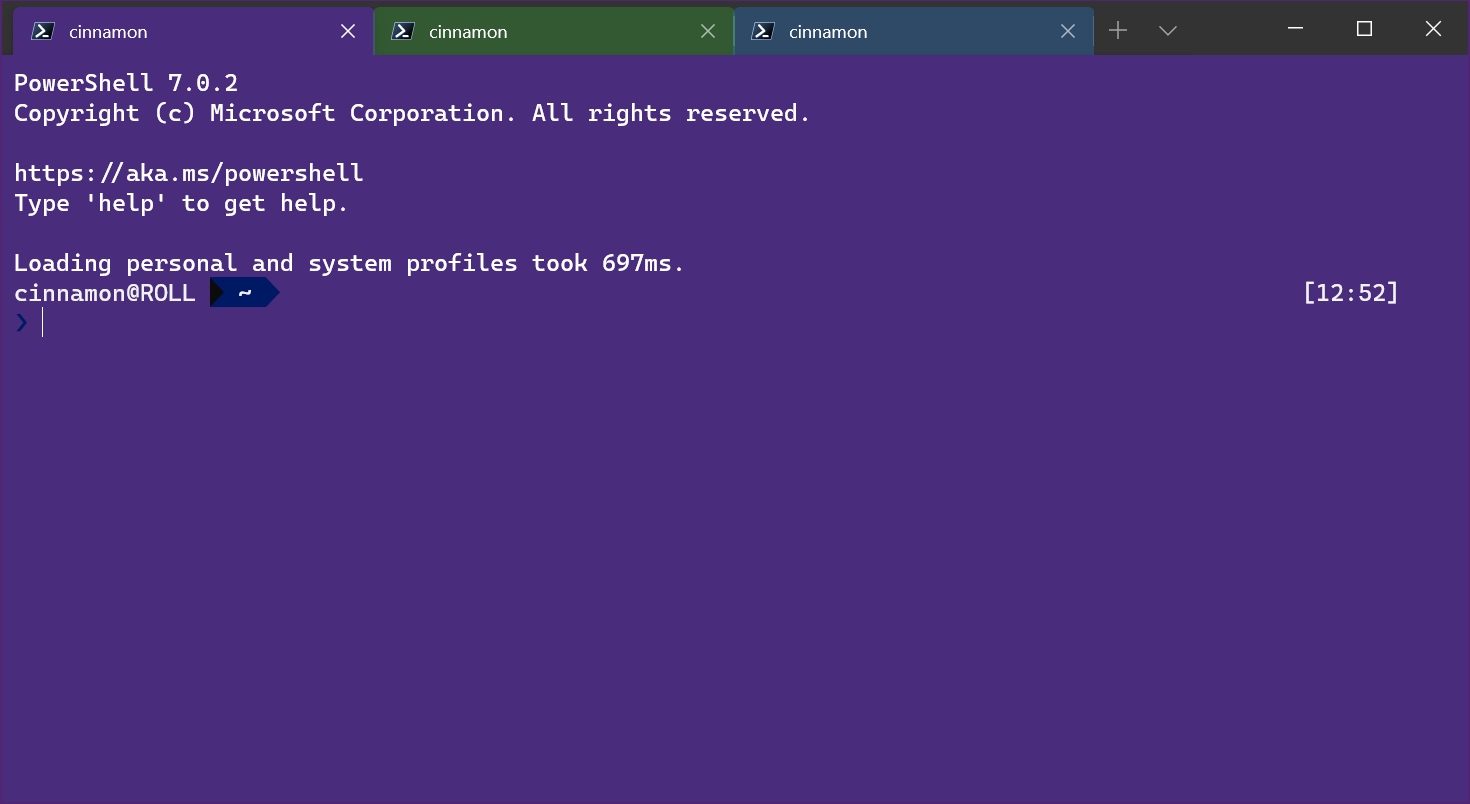 cinnamon cinnamon cinnamon
PowerShell 7.0.2
Copyright (c) Microsoft Corporation. All rights reserved.
https://aka.ms/powershell
Type 'help' to get help.
Loading personal and system profiles took 697ms.
cinnamon@ROLL ~ [12:52]
❯